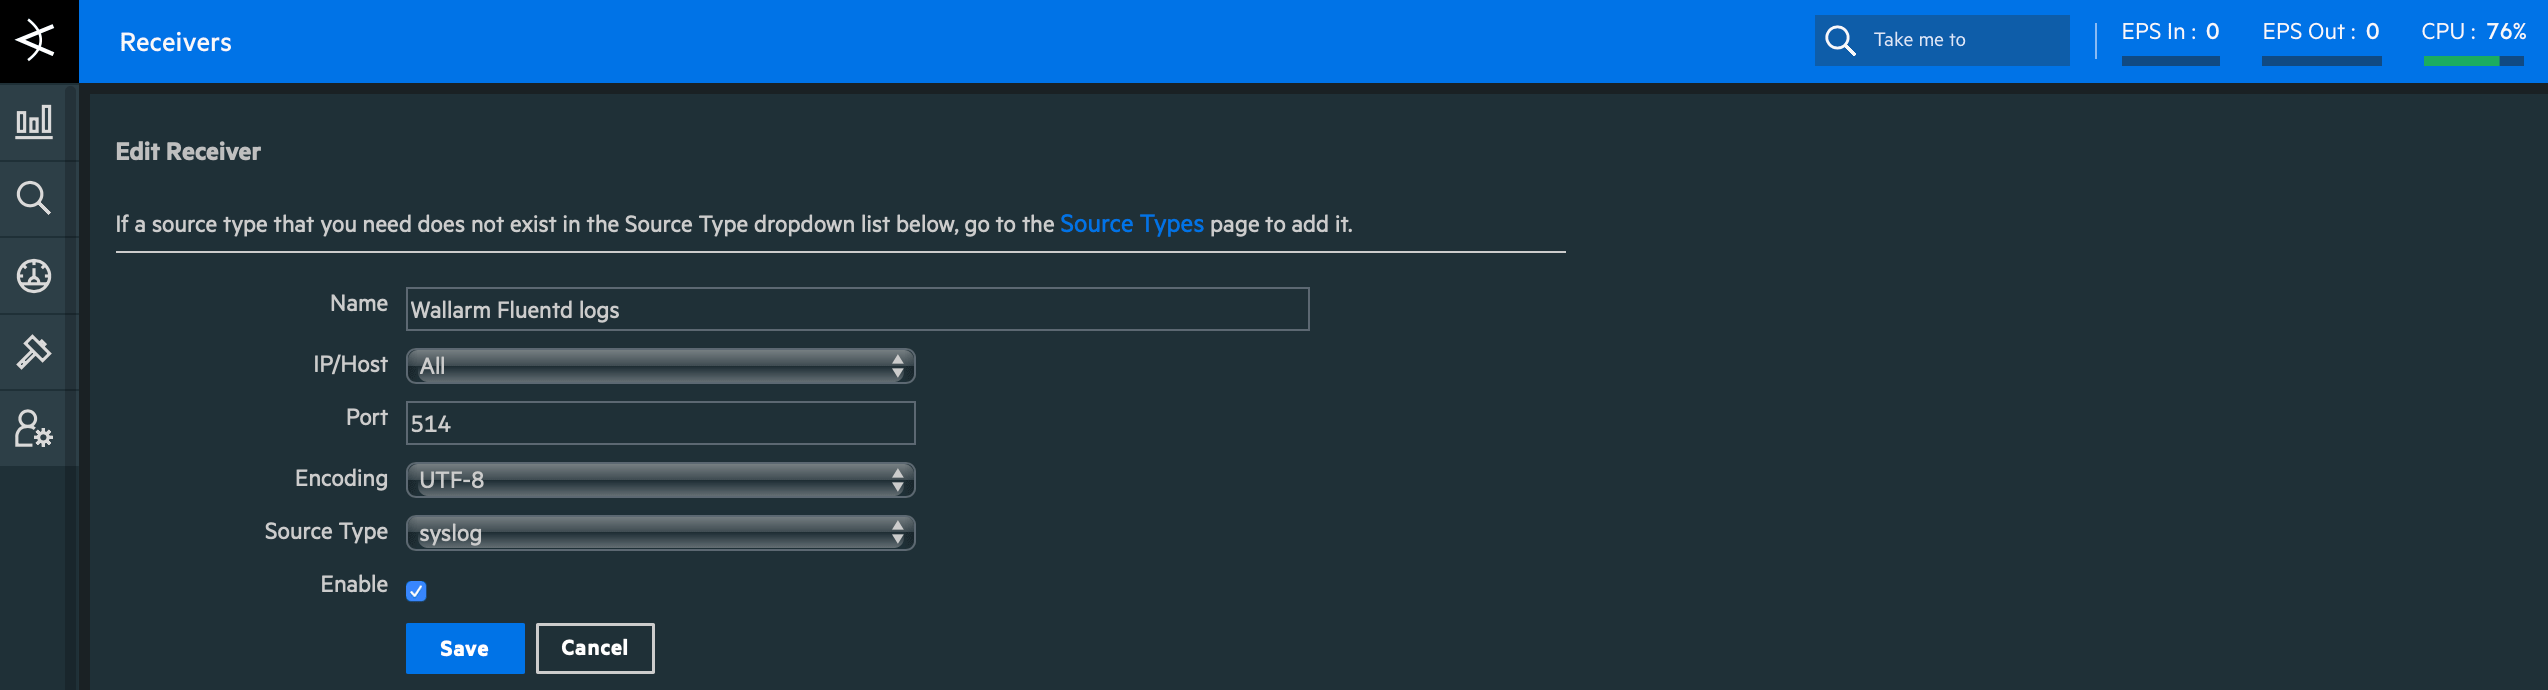 Receivers
Take me to
EPS In : 0
EPS Out : 0
CPU : 76%
Edit Receiver
If a source type that you need does not exist in the Source Type dropdown list below, go to the Source Types page to add it.
Name Wallarm Fluentd logs
IP/Host All
Port 514
Encoding UTF-8
Source Type syslog
Enable
Save Cancel